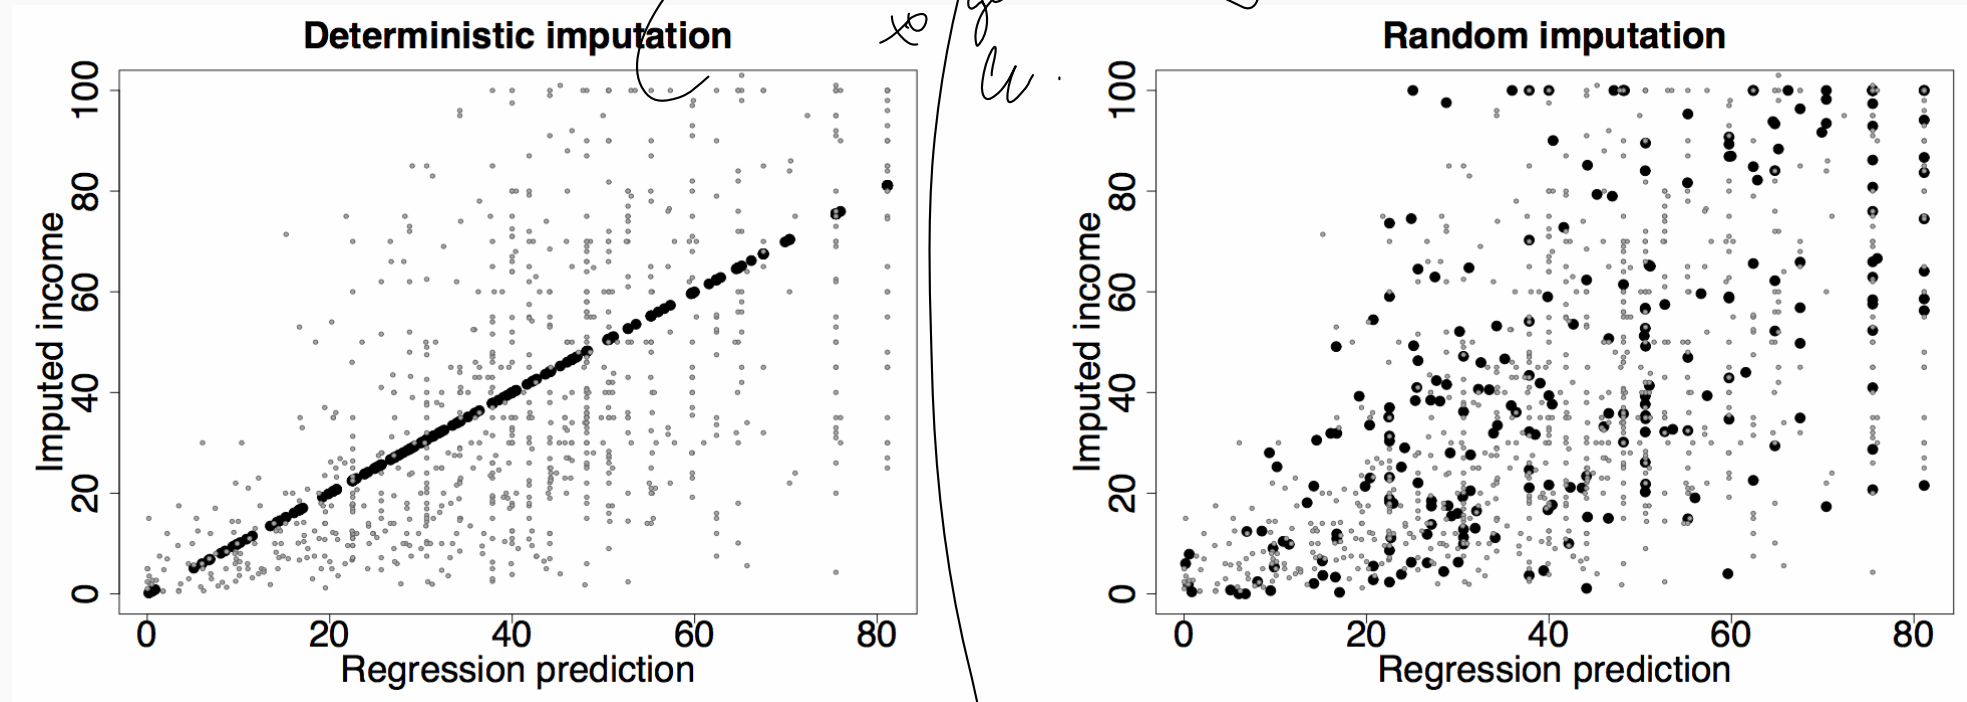 Deterministic imputation
Imputed income
100
80
60
40
20
0
0 20 40 60 80
Regression prediction
Random imputation
Imputed income
100
80
60
40
20
0
0 20 40 60 80
Regression prediction